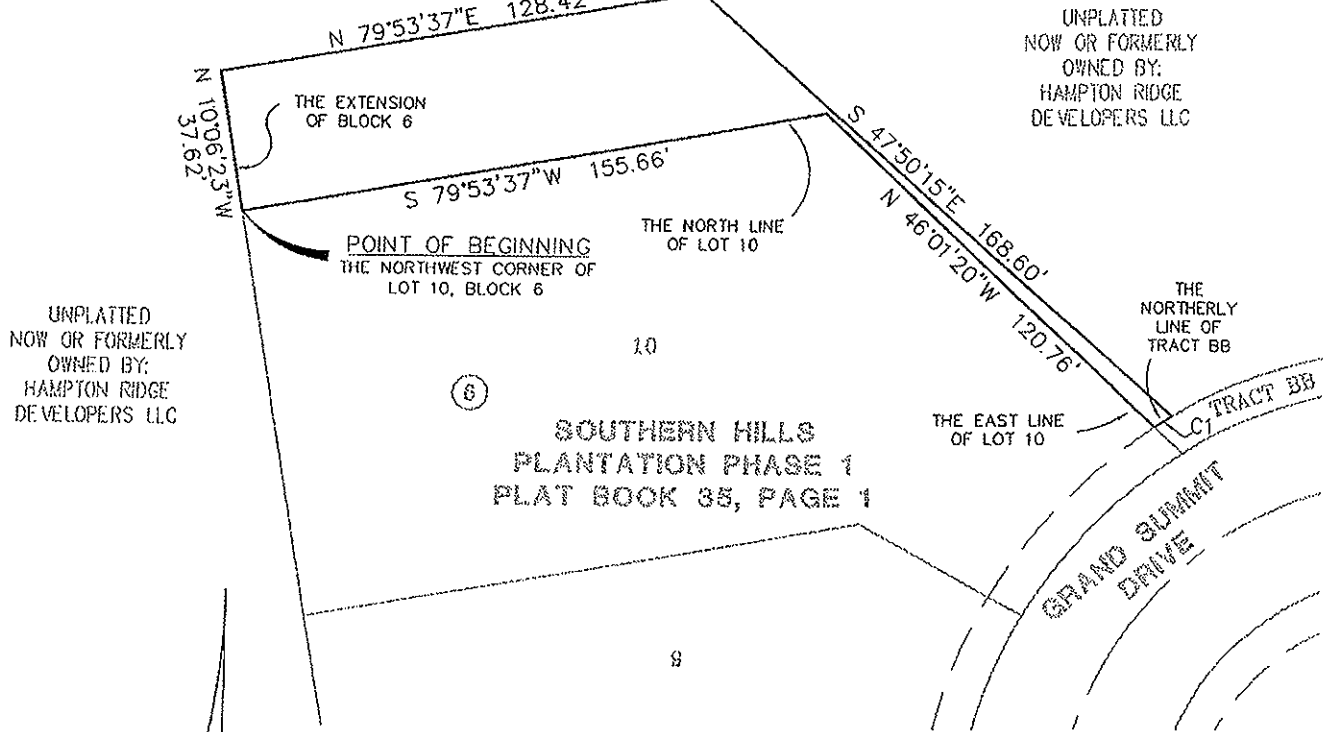 N 79°53'37"E 128.42'
UNPLATTED
NOW OR FORMERLY
OWNED BY:
HAMPTON RIDGE
DEVELOPERS LLC
N 10°06'23"W
37.62'
THE EXTENSION
OF BLOCK 6
S 79°53'37"W 155.66'
S 47°50'15"E 168.60'
N 46°01'20"W 120.76'
THE NORTH LINE
OF LOT 10
POINT OF BEGINNING
THE NORTHWEST CORNER OF
LOT 10, BLOCK 6
UNPLATTED
NOW OR FORMERLY
OWNED BY:
HAMPTON RIDGE
DEVELOPERS LLC
THE
NORTHERLY
LINE OF
TRACT BB
10
6
THE EAST LINE
OF LOT 10
C1
TRACT BB
SOUTHERN HILLS
PLANTATION PHASE 1
PLAT BOOK 35, PAGE 1
GRAND SUMMIT
DRIVE